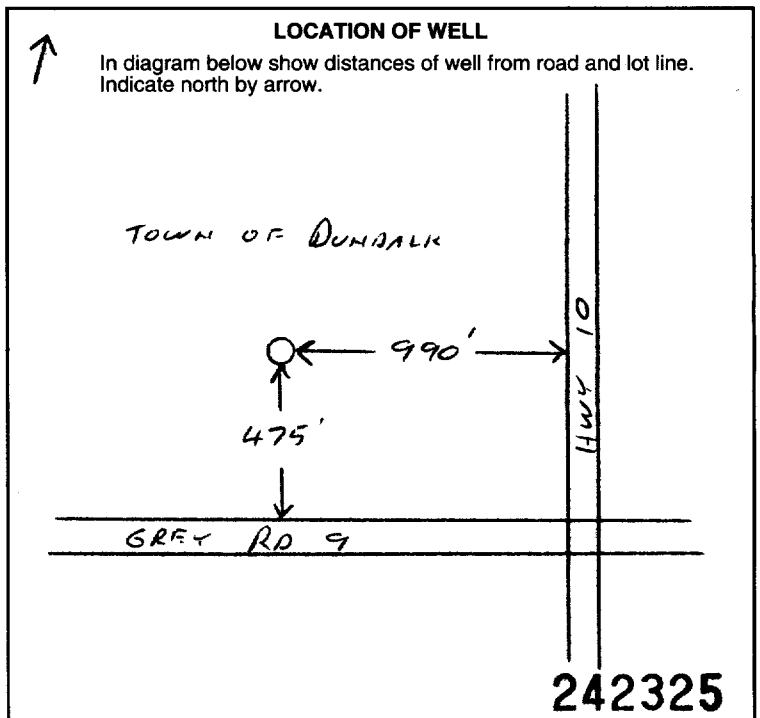 LOCATION OF WELL
In diagram below show distances of well from road and lot line.
Indicate north by arrow.
TOWN OF DUNDALK
990'
HWY 10
475'
GREY RD 9
242325